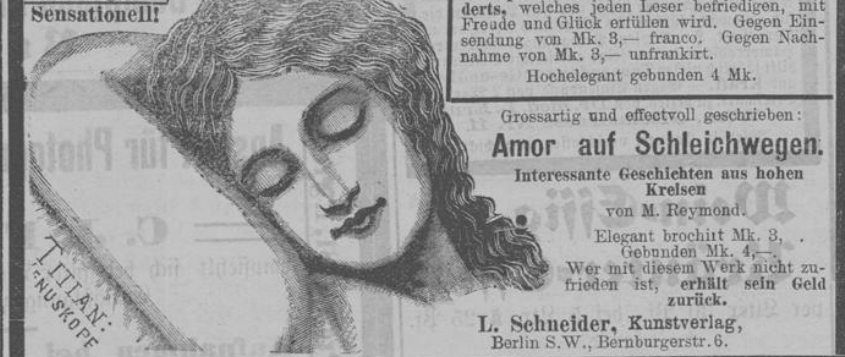 Sensationell!
TITIAN:
VENUSKOPF
derts, welches jeden Leser befriedigen, mit
Freude und Glück erfüllen wird. Gegen Ein-
sendung von Mk. 3,— franco. Gegen Nach-
nahme von Mk. 3,— unfrankirt.
Hochelegant gebunden 4 Mk.
Grossartig und effectvoll geschrieben:
Amor auf Schleichwegen.
Interessante Geschichten aus hohen
Kreisen
von M. Reymond.
Elegant brochirt Mk. 3,
Gebunden Mk. 4,—.
Wer mit diesem Werk nicht zu-
frieden ist, erhält sein Geld
zurück.
L. Schneider, Kunstverlag,
Berlin S.W., Bernburgerstr. 6.